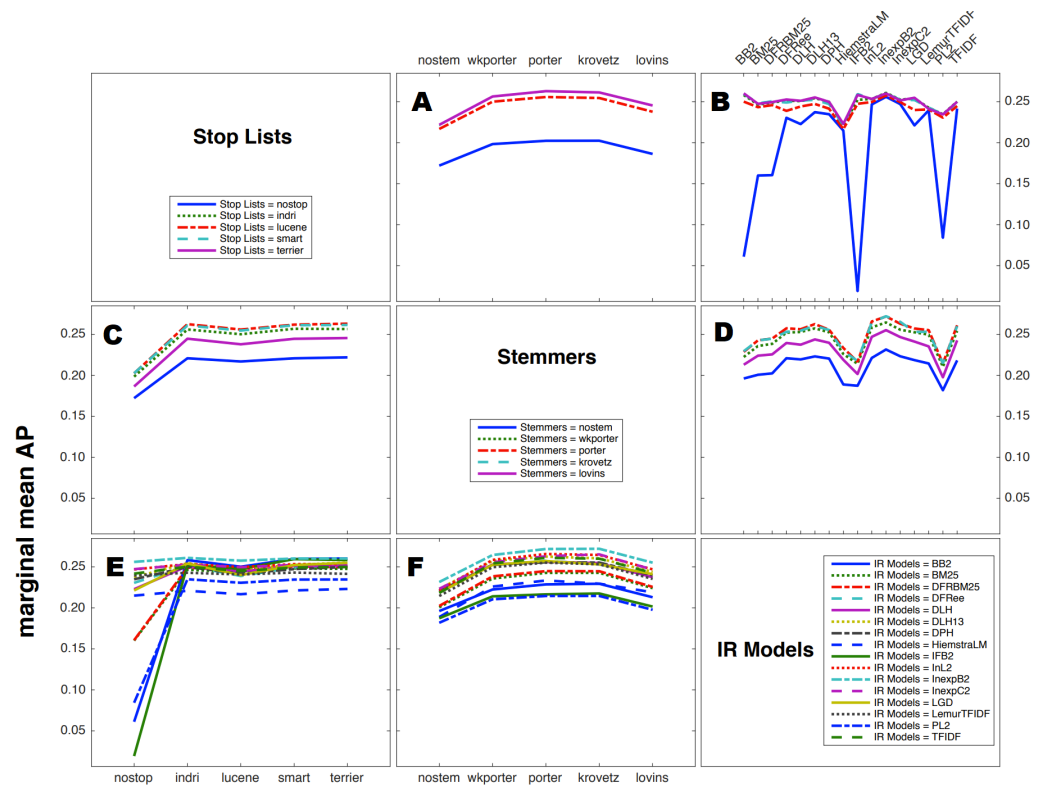 BB2
BM25
DFRBM25
DFRee
DLH
DLH13
DPH
HiemstraLM
IFB2
InL2
InexpB2
InexpC2
LGD
LemurTFIDF
PL2
TFIDF
nostem wkporter porter krovetz lovins
Stop Lists
Stop Lists = nostop
Stop Lists = indri
Stop Lists = lucene
Stop Lists = smart
Stop Lists = terrier
A
B
0.25
0.20
0.15
0.10
0.05
marginal mean AP
0.25
0.20
0.15
0.10
0.05
C
Stemmers
Stemmers = nostem
Stemmers = wkporter
Stemmers = porter
Stemmers = krovetz
Stemmers = lovins
D
0.25
0.20
0.15
0.10
0.05
0.25
0.20
0.15
0.10
0.05
E
F
IR Models
IR Models = BB2
IR Models = BM25
IR Models = DFRBM25
IR Models = DFRee
IR Models = DLH
IR Models = DLH13
IR Models = DPH
IR Models = HiemstraLM
IR Models = IFB2
IR Models = InL2
IR Models = InexpB2
IR Models = InexpC2
IR Models = LGD
IR Models = LemurTFIDF
IR Models = PL2
IR Models = TFIDF
nostop indri lucene smart terrier
nostem wkporter porter krovetz lovins